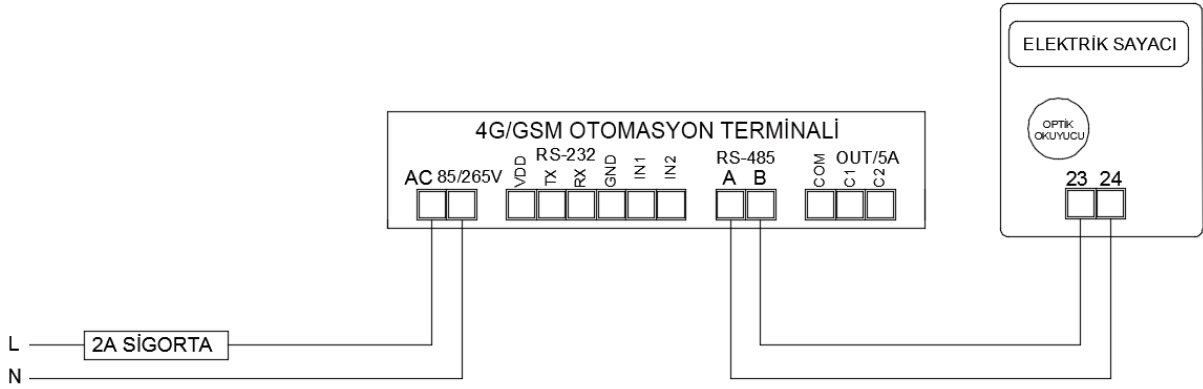 ELEKTRİK SAYACI
OPTİK
OKUYUCU
23 24
4G/GSM OTOMASYON TERMİNALİ
RS-232 RS-485 OUT/5A
AC 85/265V VDD TX RX GND IN1 IN2 A B COM C1 C2
L 2A SİGORTA
N